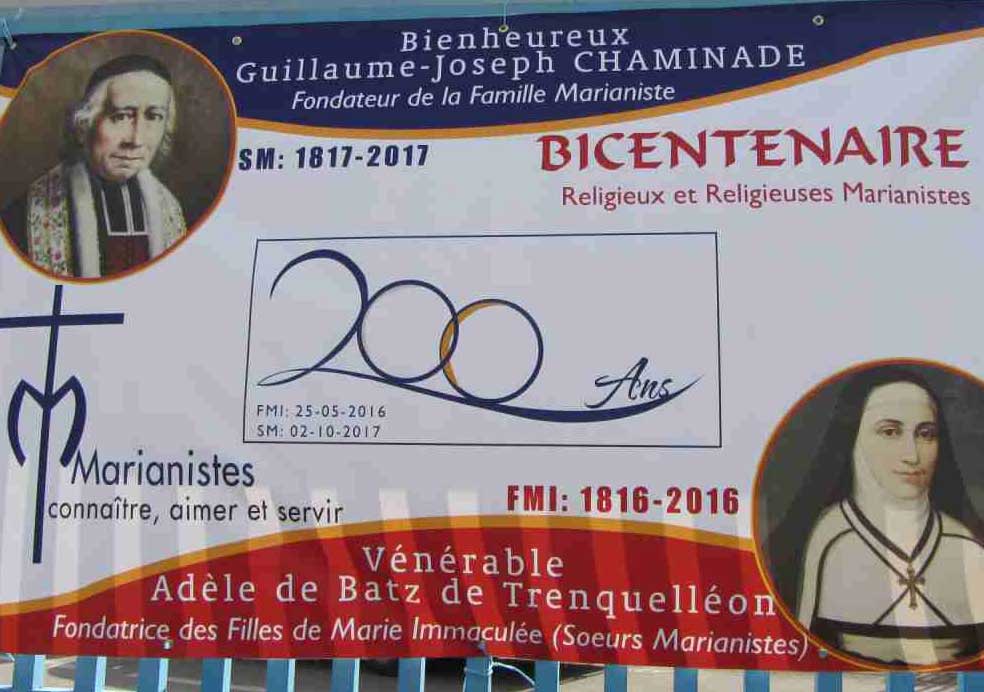 Bienheureux
Guillaume-Joseph CHAMINADE
Fondateur de la Famille Marianiste
SM: 1817-2017
BICENTENAIRE
Religieux et Religieuses Marianistes
200 Ans
FMI: 25-05-2016
SM: 02-10-2017
Marianistes
connaître, aimer et servir
FMI: 1816-2016
Vénérable
Adèle de Batz de Trenquelléon
Fondatrice des Filles de Marie Immaculée (Soeurs Marianistes)